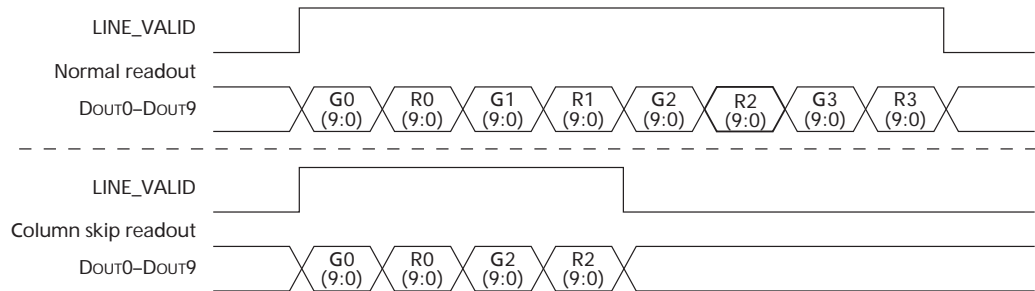 LINE_VALID
Normal readout
DOUT0–DOUT9
G0 R0 G1 R1 G2 R2 G3 R3
(9:0) (9:0) (9:0) (9:0) (9:0) (9:0) (9:0) (9:0)
LINE_VALID
Column skip readout
DOUT0–DOUT9
G0 R0 G2 R2
(9:0) (9:0) (9:0) (9:0)